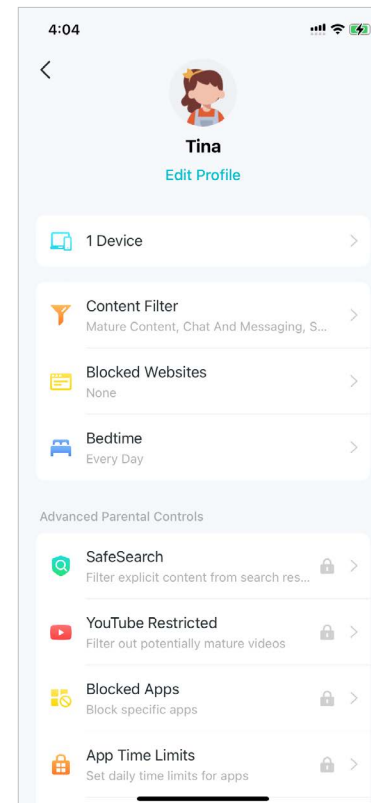 4:04
Tina
Edit Profile
1 Device
Content Filter
Mature Content, Chat And Messaging, S...
Blocked Websites
None
Bedtime
Every Day
Advanced Parental Controls
SafeSearch
Filter explicit content from search res...
YouTube Restricted
Filter out potentially mature videos
Blocked Apps
Block specific apps
App Time Limits
Set daily time limits for apps